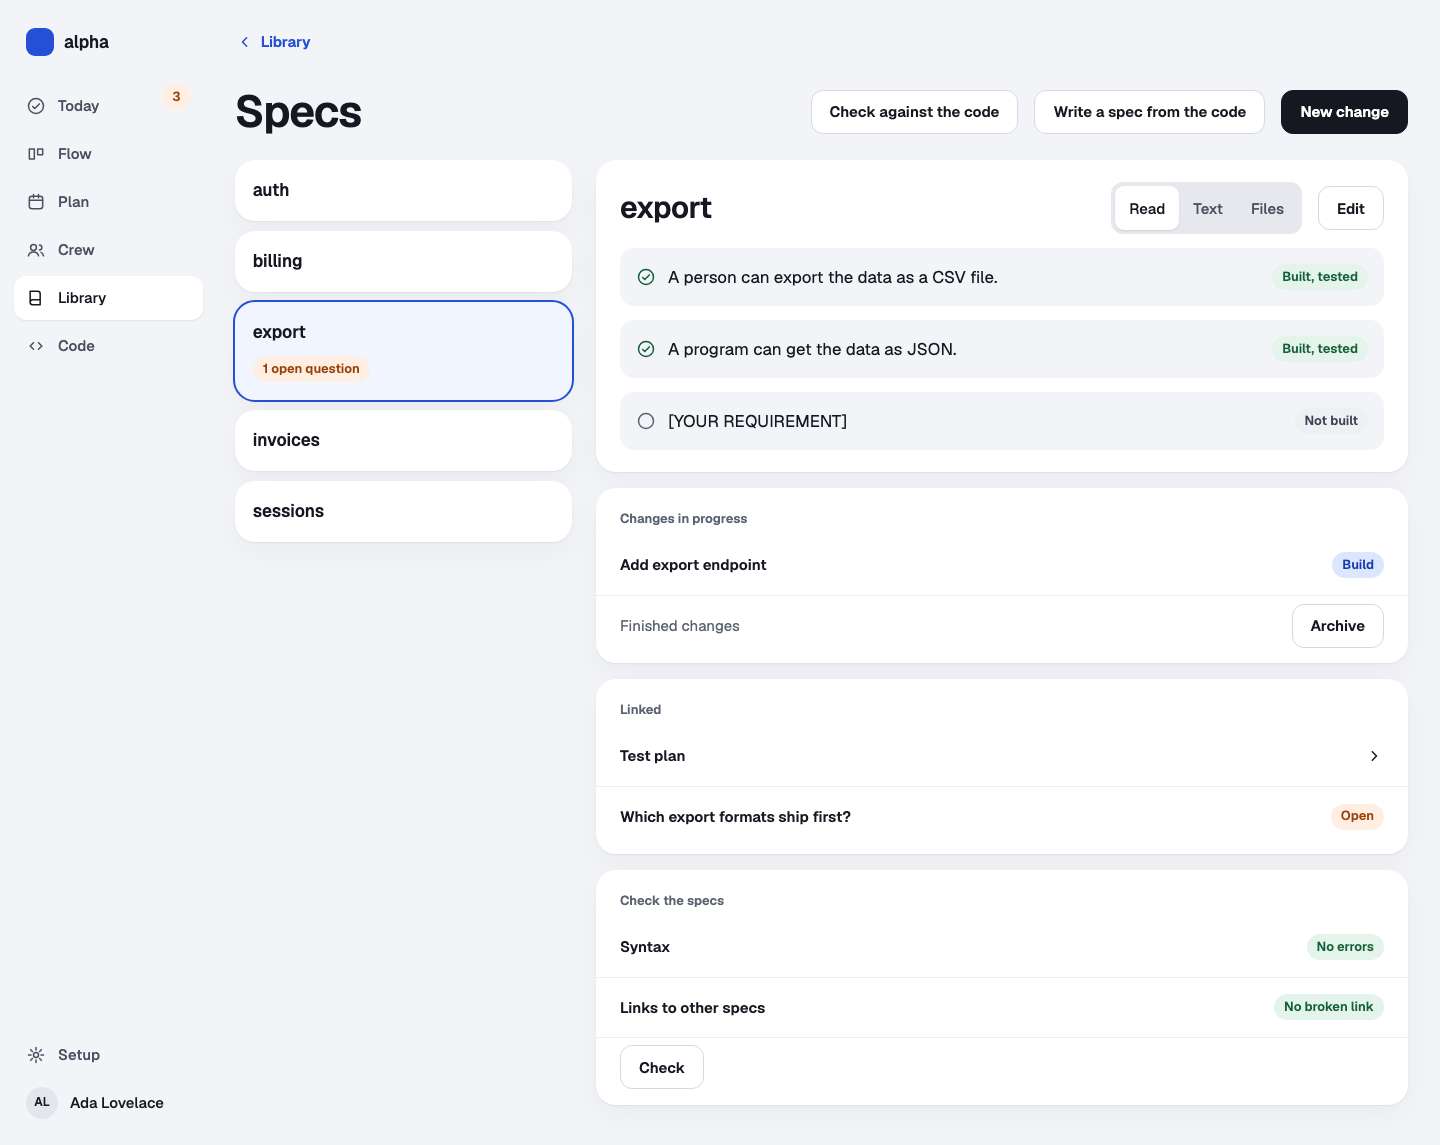 alpha
Library
Today
3
Flow
Plan
Crew
Library
Code
Setup
AL
Ada Lovelace
Specs
Check against the code
Write a spec from the code
New change
auth
billing
export
1 open question
invoices
sessions
export
Read
Text
Files
Edit
A person can export the data as a CSV file.
Built, tested
A program can get the data as JSON.
Built, tested
[YOUR REQUIREMENT]
Not built
Changes in progress
Add export endpoint
Build
Finished changes
Archive
Linked
Test plan
Which export formats ship first?
Open
Check the specs
Syntax
No errors
Links to other specs
No broken link
Check